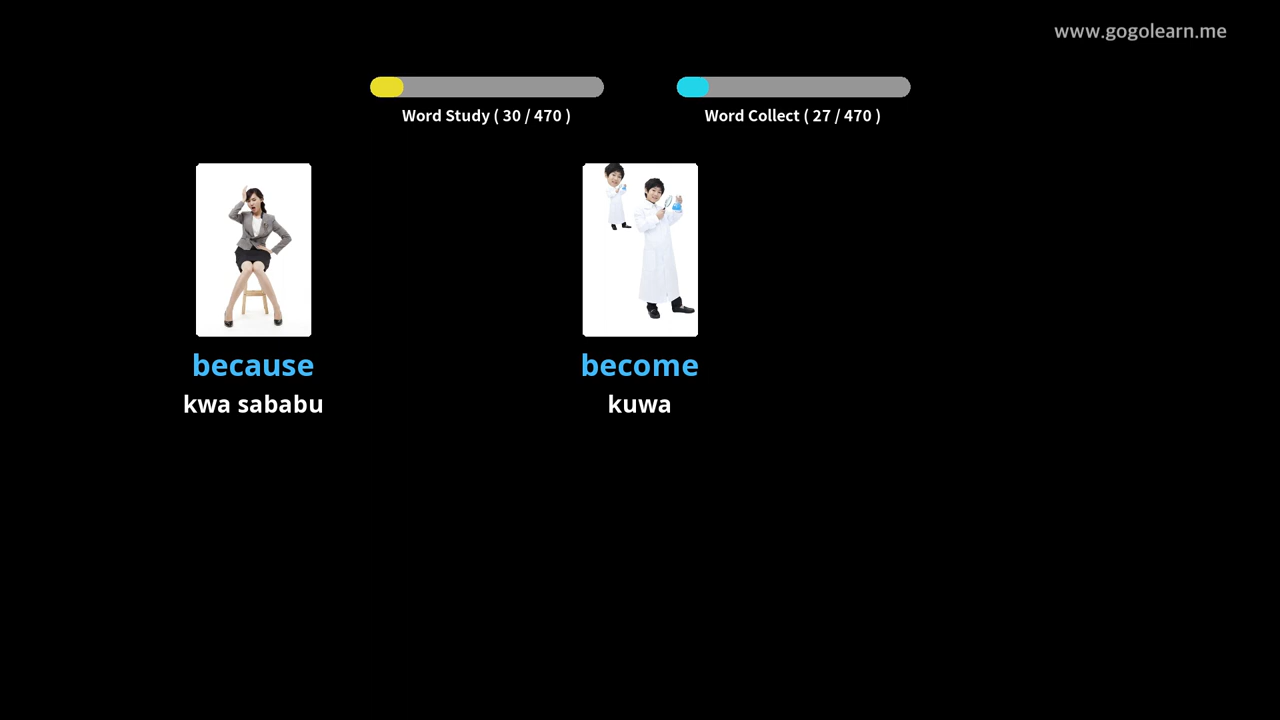 www.gogolearn.me
Word Study ( 30 / 470 )
Word Collect ( 27 / 470 )
because
kwa sababu
become
kuwa